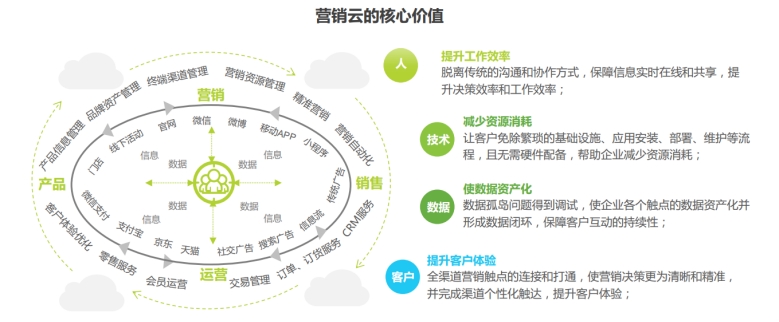 营销云的核心价值
终端渠道管理
营销资源管理
品牌资产管理
精准营销
产品信息管理
营销自动化
营销
微信
微博
官网
移动APP
线下活动
小程序
门店
信息
信息
数据
数据
产品
销售
传统广告
数据
数据
信息
信息
微信支付
信息流
支付宝
搜索广告
京东
天猫
社交广告
客户体验优化
CRM服务
零售服务
订单、订货服务
运营
会员运营
交易管理
人
提升工作效率
脱离传统的沟通和协作方式，保障信息实时在线和共享，提
升决策效率和工作效率；
技术
减少资源消耗
让客户免除繁琐的基础设施、应用安装、部署、维护等流
程，且无需硬件配备，帮助企业减少资源消耗；
数据
使数据资产化
数据孤岛问题得到调试，使企业各个触点的数据资产化并
形成数据闭环，保障客户互动的持续性；
客户
提升客户体验
全渠道营销触点的连接和打通，使营销决策更为清晰和精准，
并完成渠道个性化触达，提升客户体验；